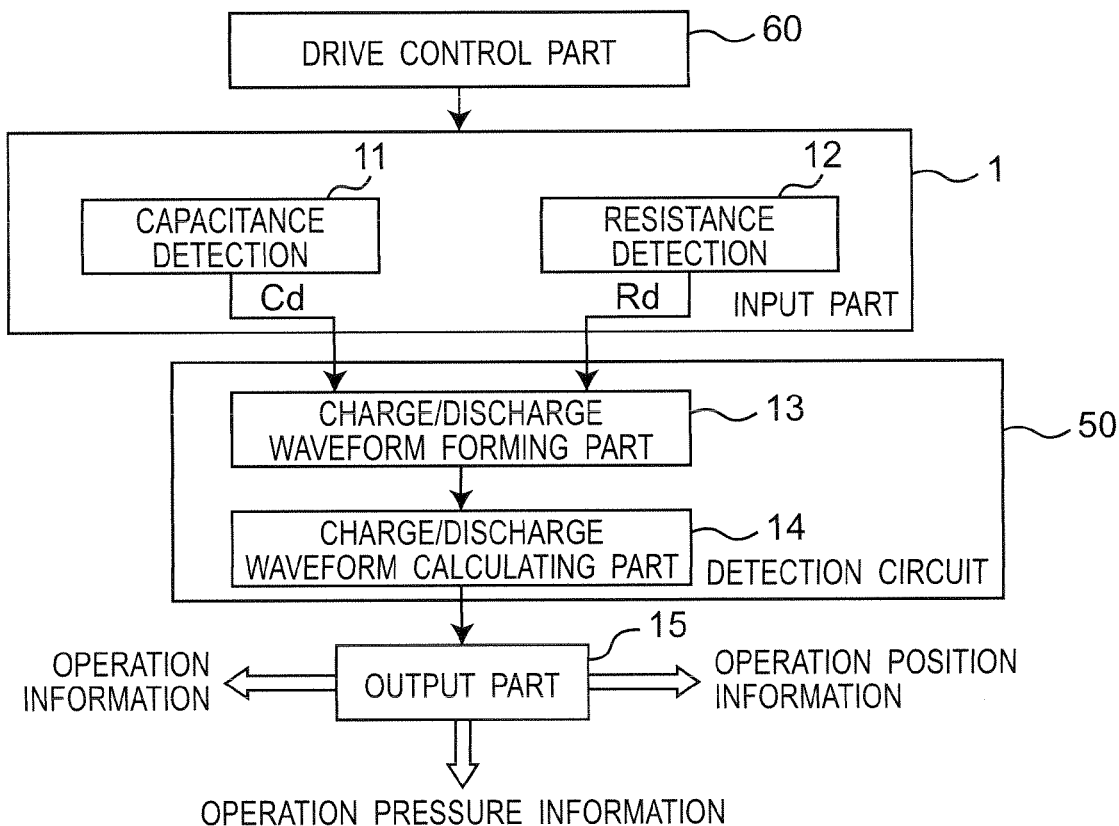 DRIVE CONTROL PART
60
11
12
1
CAPACITANCE
DETECTION
RESISTANCE
DETECTION
Cd
Rd
INPUT PART
CHARGE/DISCHARGE
WAVEFORM FORMING PART
13
50
CHARGE/DISCHARGE
WAVEFORM CALCULATING PART
14
DETECTION CIRCUIT
15
OPERATION
INFORMATION
OUTPUT PART
OPERATION POSITION
INFORMATION
OPERATION PRESSURE INFORMATION